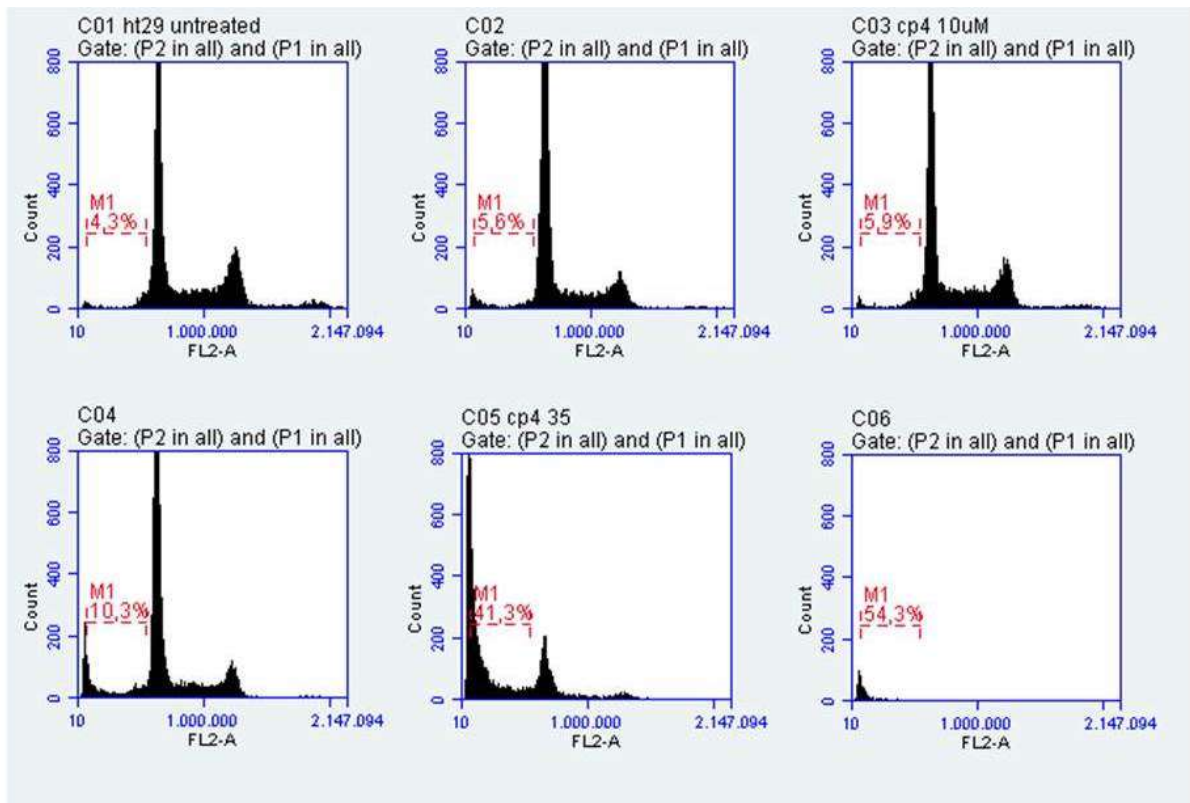 C01 ht29 untreated
Gate: (P2 in all) and (P1 in all)
800
600
400
200
0
Count
M1
4,3%
10
1.000.000
2.147.094
FL2-A
C02
Gate: (P2 in all) and (P1 in all)
800
600
400
200
0
Count
M1
5,6%
10
1.000.000
2.147.094
FL2-A
C03 cp4 10uM
Gate: (P2 in all) and (P1 in all)
800
600
400
200
0
Count
M1
5,9%
10
1.000.000
2.147.094
FL2-A
C04
Gate: (P2 in all) and (P1 in all)
800
600
400
200
0
Count
M1
10,3%
10
1.000.000
2.147.094
FL2-A
C05 cp4 35
Gate: (P2 in all) and (P1 in all)
800
600
400
200
0
Count
M1
41,3%
10
1.000.000
2.147.094
FL2-A
C06
Gate: (P2 in all) and (P1 in all)
800
600
400
200
0
Count
M1
54,3%
10
1.000.000
2.147.094
FL2-A